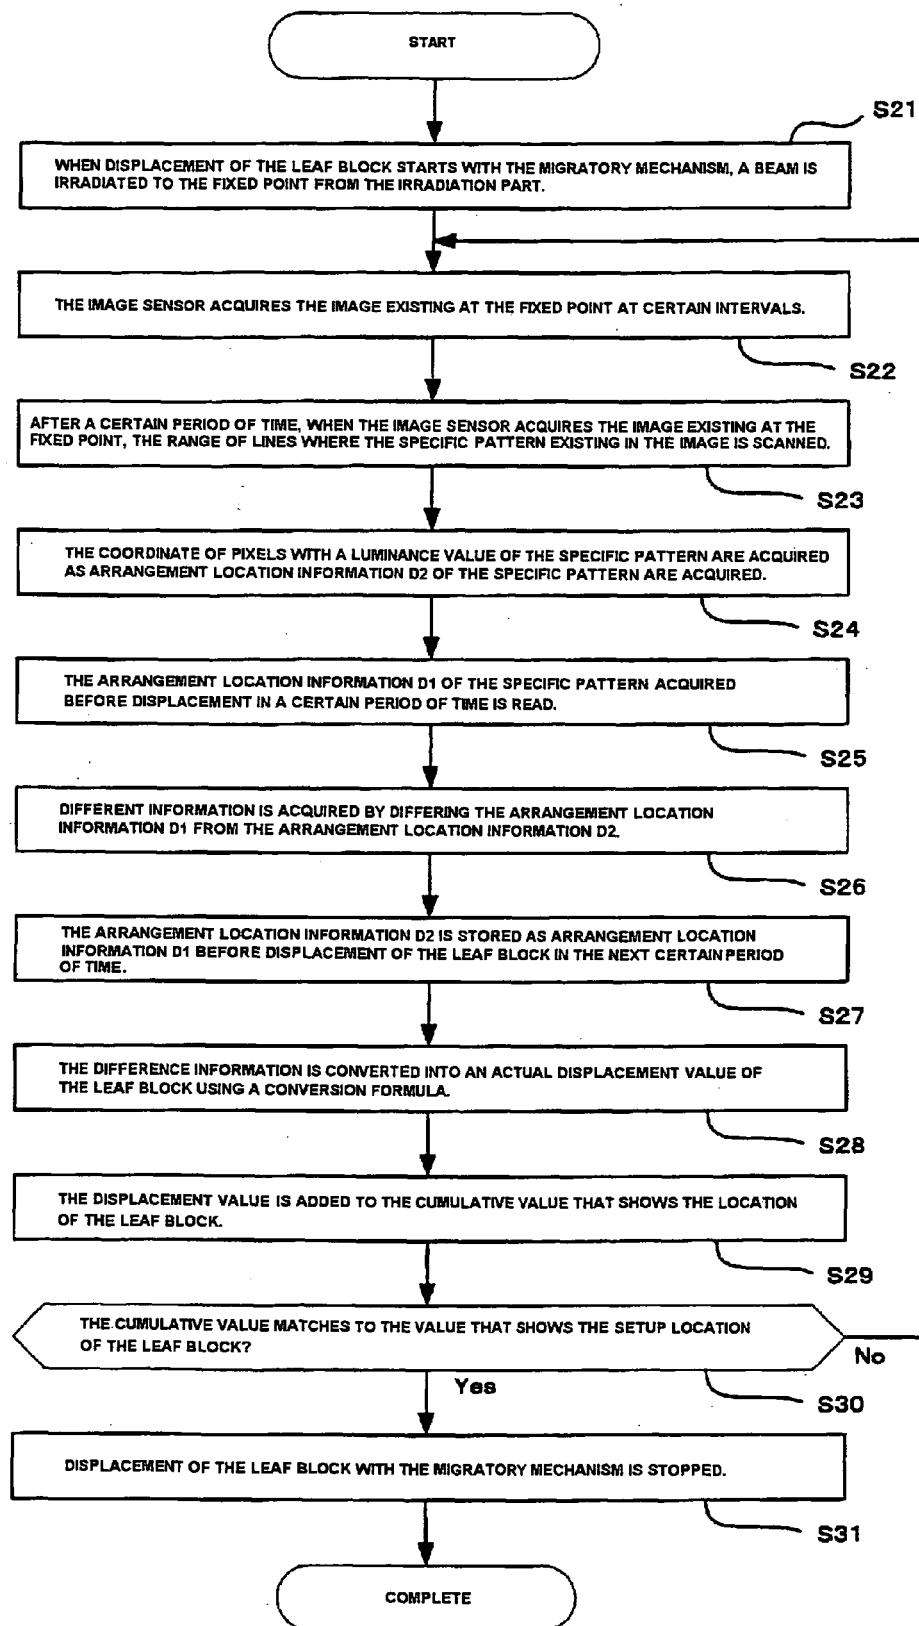 START
S21
WHEN DISPLACEMENT OF THE LEAF BLOCK STARTS WITH THE MIGRATORY MECHANISM, A BEAM IS
IRRADIATED TO THE FIXED POINT FROM THE IRRADIATION PART.
THE IMAGE SENSOR ACQUIRES THE IMAGE EXISTING AT THE FIXED POINT AT CERTAIN INTERVALS.
S22
AFTER A CERTAIN PERIOD OF TIME, WHEN THE IMAGE SENSOR ACQUIRES THE IMAGE EXISTING AT THE
FIXED POINT, THE RANGE OF LINES WHERE THE SPECIFIC PATTERN EXISTING IN THE IMAGE IS SCANNED.
S23
THE COORDINATE OF PIXELS WITH A LUMINANCE VALUE OF THE SPECIFIC PATTERN ARE ACQUIRED
AS ARRANGEMENT LOCATION INFORMATION D2 OF THE SPECIFIC PATTERN ARE ACQUIRED.
S24
THE ARRANGEMENT LOCATION INFORMATION D1 OF THE SPECIFIC PATTERN ACQUIRED
BEFORE DISPLACEMENT IN A CERTAIN PERIOD OF TIME IS READ.
S25
DIFFERENT INFORMATION IS ACQUIRED BY DIFFERING THE ARRANGEMENT LOCATION
INFORMATION D1 FROM THE ARRANGEMENT LOCATION INFORMATION D2.
S26
THE ARRANGEMENT LOCATION INFORMATION D2 IS STORED AS ARRANGEMENT LOCATION
INFORMATION D1 BEFORE DISPLACEMENT OF THE LEAF BLOCK IN THE NEXT CERTAIN PERIOD
OF TIME.
S27
THE DIFFERENCE INFORMATION IS CONVERTED INTO AN ACTUAL DISPLACEMENT VALUE OF
THE LEAF BLOCK USING A CONVERSION FORMULA.
S28
THE DISPLACEMENT VALUE IS ADDED TO THE CUMULATIVE VALUE THAT SHOWS THE LOCATION
OF THE LEAF BLOCK.
S29
THE CUMULATIVE VALUE MATCHES TO THE VALUE THAT SHOWS THE SETUP LOCATION
OF THE LEAF BLOCK?
No
Yes
S30
DISPLACEMENT OF THE LEAF BLOCK WITH THE MIGRATORY MECHANISM IS STOPPED.
S31
COMPLETE